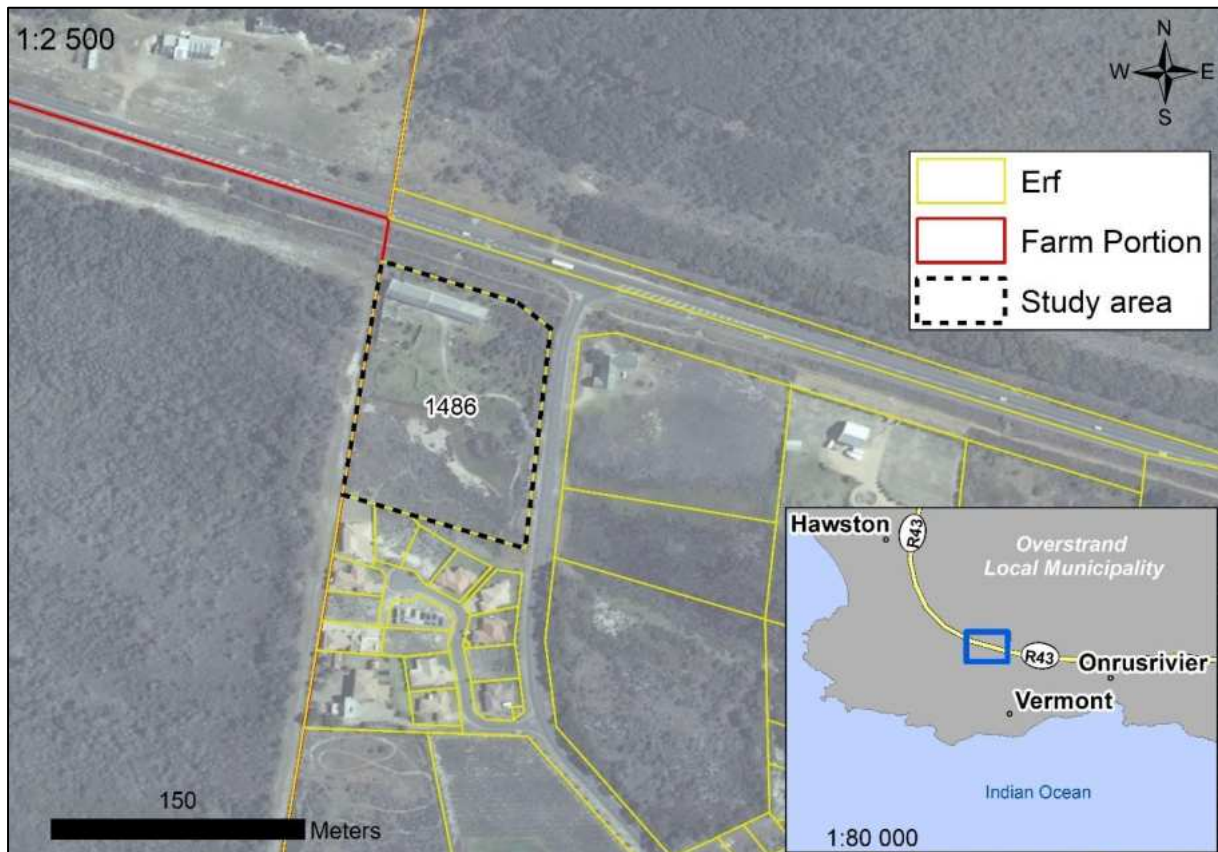 1:2 500
N
W E
S
Erf
Farm Portion
Study area
1486
Hawston
R43
Overstrand
Local Municipality
R43
Onrusrivier
Vermont
Indian Ocean
1:80 000
150
Meters